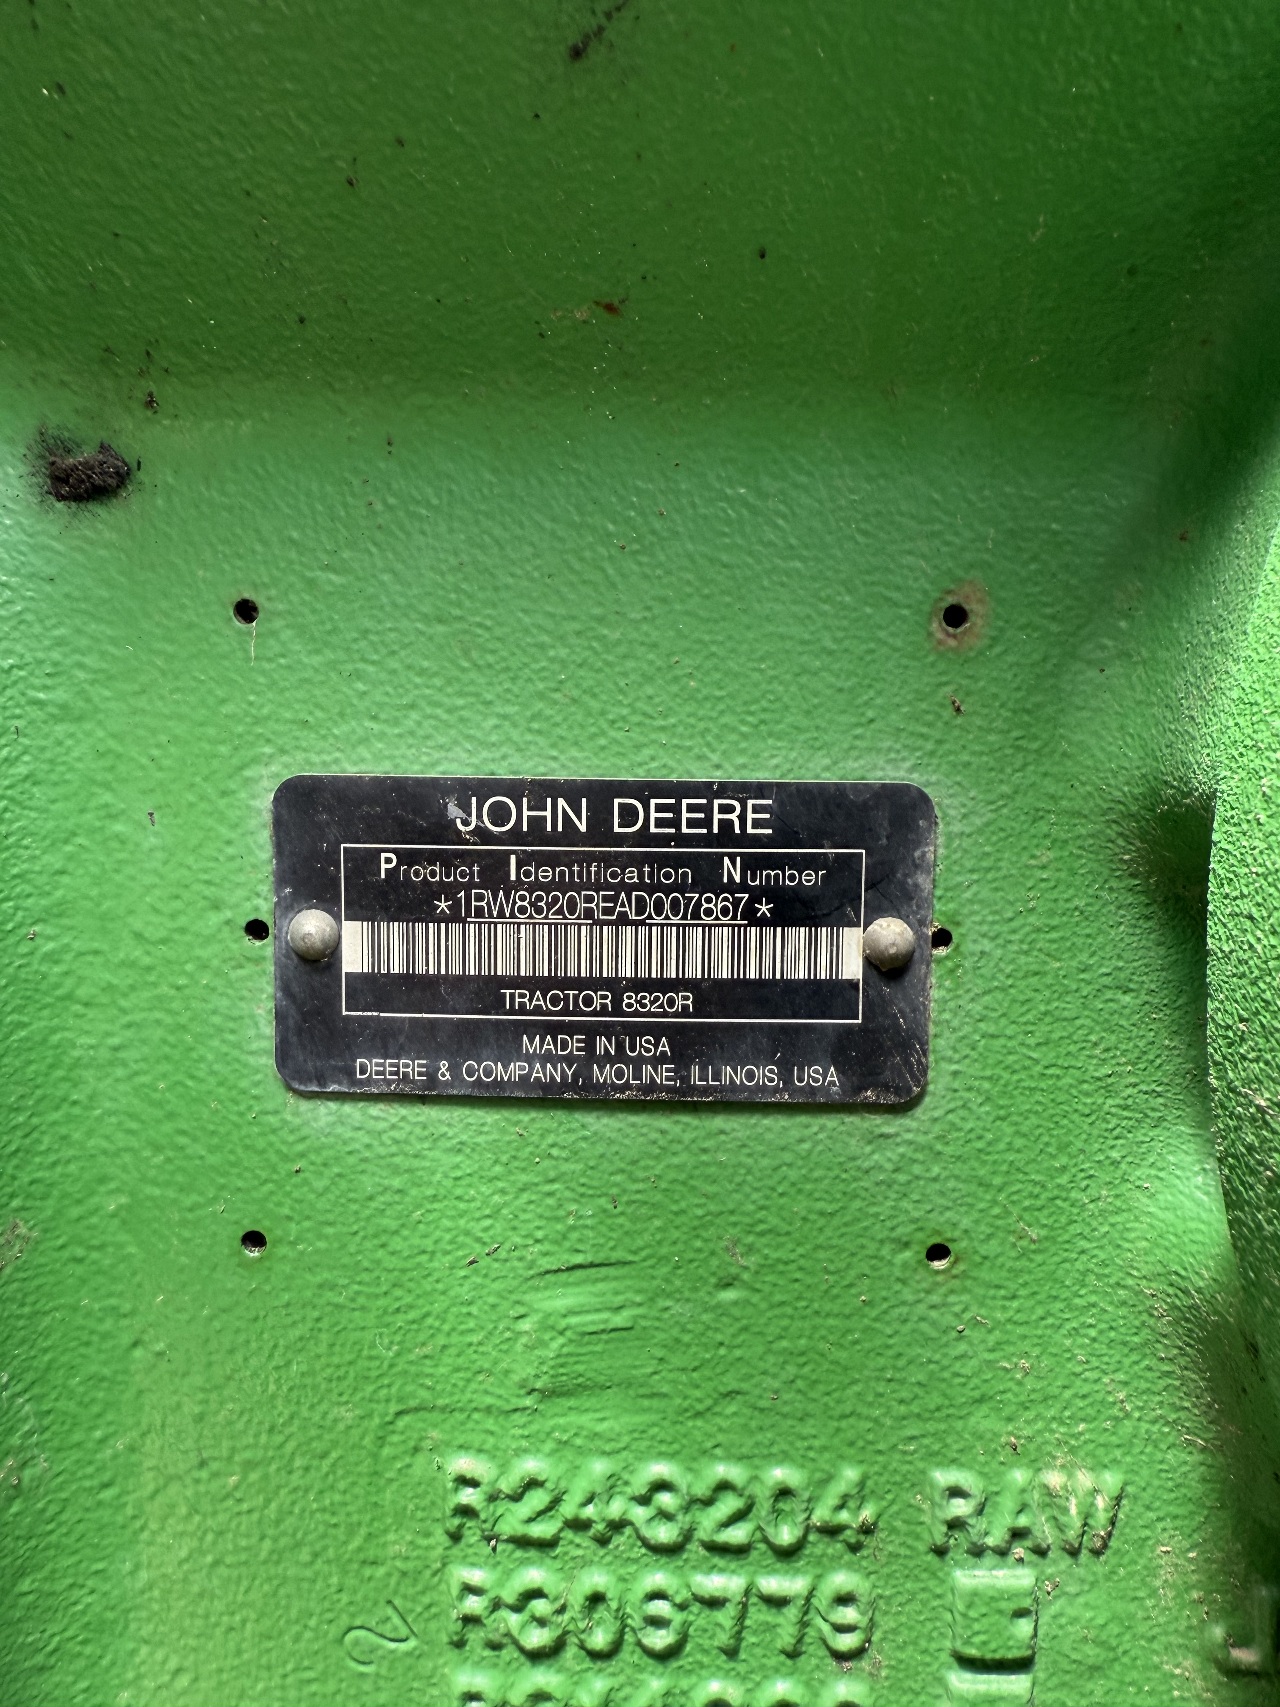 JOHN DEERE
Product Identification Number
*1RW8320READ007867*
TRACTOR 8320R
MADE IN USA
DEERE & COMPANY, MOLINE, ILLINOIS, USA
R243204 RAW
R306779
2